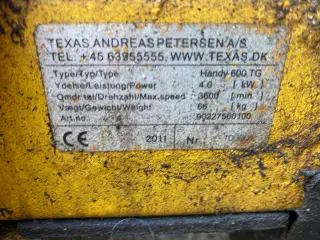 TEXAS ANDREAS PETERSEN A/S
TEL. +45 63955555, WWW.TEXAS.DK
Type/Typ/Type Handy 600 TG
Ydelse/Leistung/Power 4.0 [kW.]
Omdr.tal/Drehzahl/Max.speed 3600 [min.⁻¹]
Vægt/Gewicht/Weight 66 [kg.]
Art.no. 90227560100
CE 2011 Nr